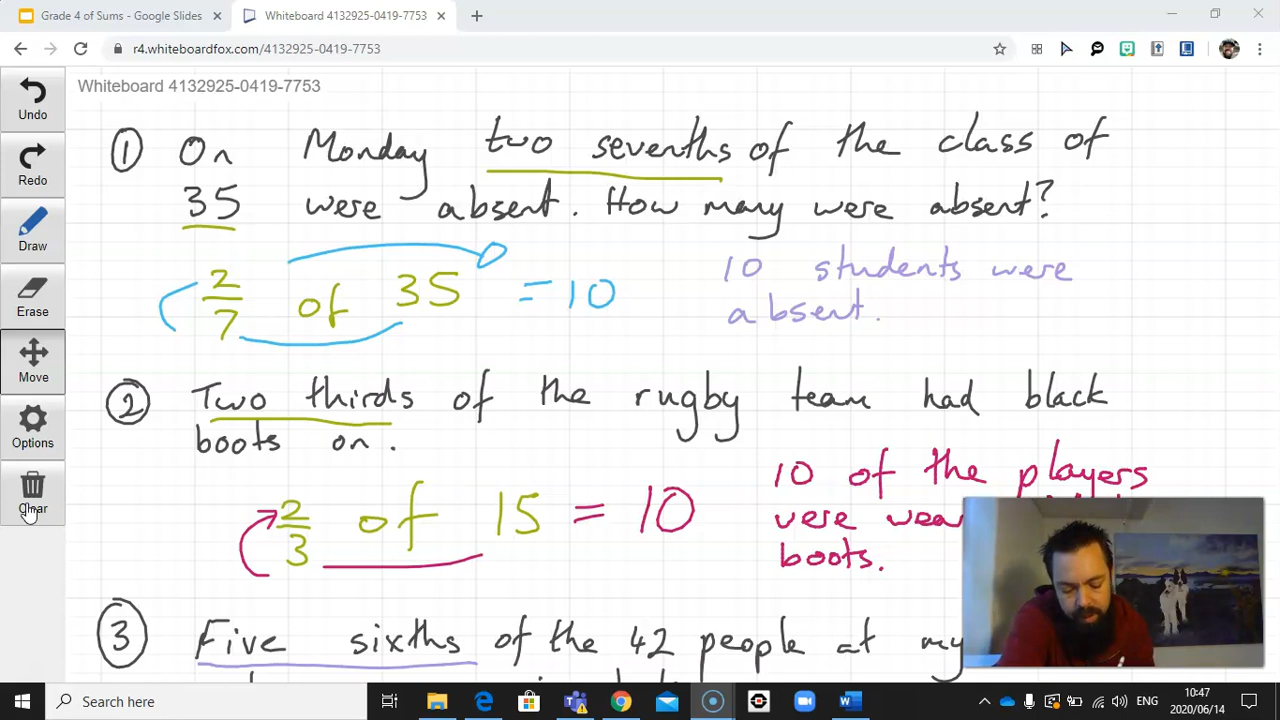 Grade 4 of Sums - Google Slides
Whiteboard 4132925-0419-7753
r4.whiteboardfox.com/4132925-0419-7753
Whiteboard 4132925-0419-7753
Undo
Redo
Draw
Erase
Move
Options
Clear
① On Monday two sevenths of the class of
35 were absent. How many were absent?
2/7 of 35 = 10
10 students were
absent.
② Two thirds of the rugby team had black
boots on.
2/3 of 15 = 10
10 of the players
were wear
boots.
③ Five sixths of the 42 people at my
Search here
ENG
10:47
2020/06/14